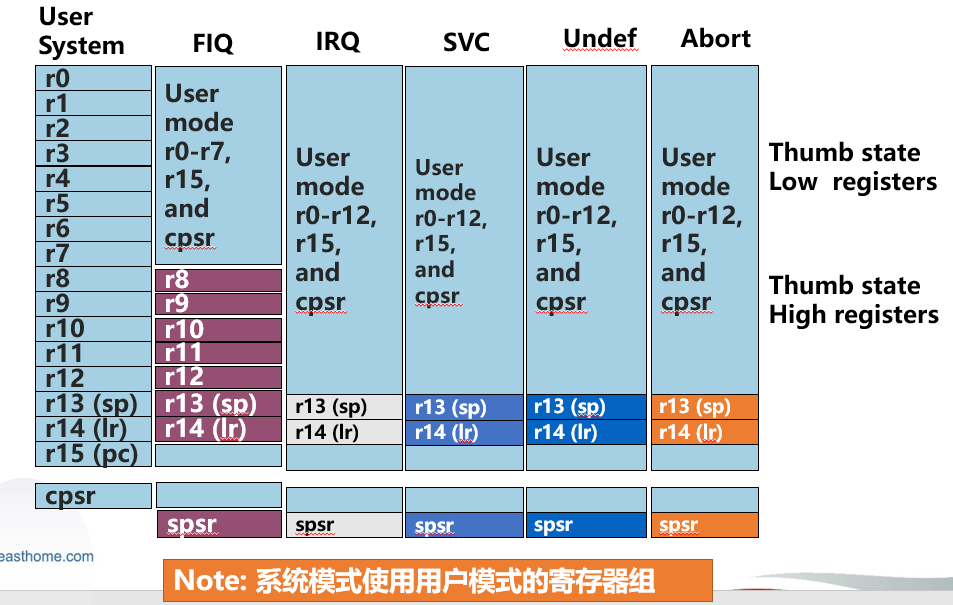 User
System
FIQ
IRQ
SVC
Undef
Abort
r0
r1
r2
r3
r4
r5
r6
r7
r8
r9
r10
r11
r12
r13 (sp)
r14 (lr)
r15 (pc)
cpsr
User
mode
r0-r7,
r15,
and
cpsr
r8
r9
r10
r11
r12
r13 (sp)
r14 (lr)
spsr
User
mode
r0-r12,
r15,
and
cpsr
r13 (sp)
r14 (lr)
spsr
User
mode
r0-r12,
r15,
and
cpsr
r13 (sp)
r14 (lr)
spsr
User
mode
r0-r12,
r15,
and
cpsr
r13 (sp)
r14 (lr)
spsr
User
mode
r0-r12,
r15,
and
cpsr
r13 (sp)
r14 (lr)
spsr
Thumb state
Low registers
Thumb state
High registers
easthome.com
Note: 系统模式使用用户模式的寄存器组